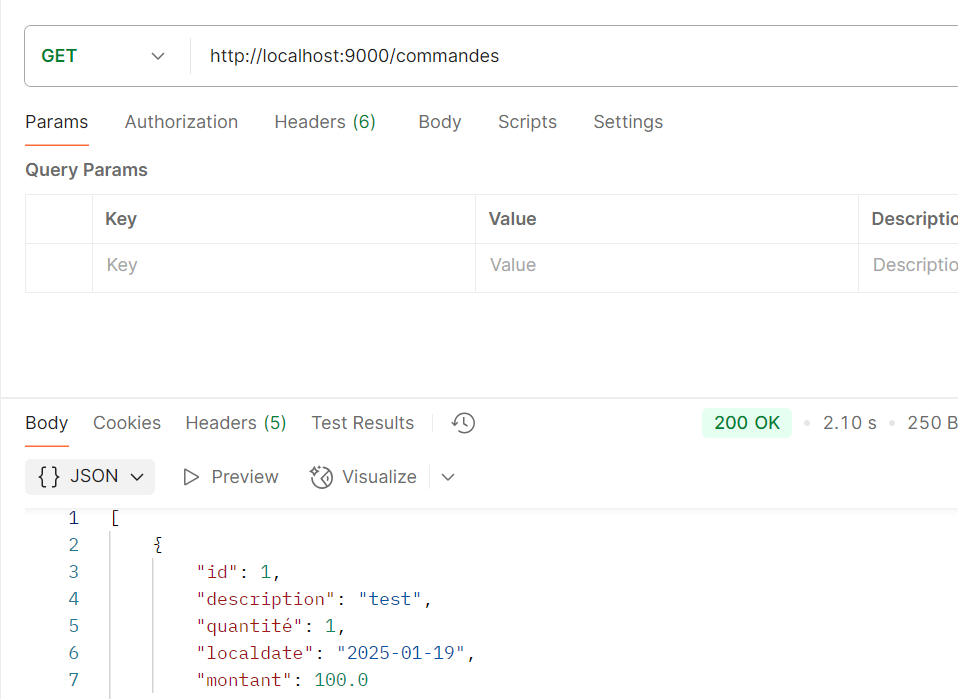 GET http://localhost:9000/commandes
Params Authorization Headers (6) Body Scripts Settings
Query Params
Key Value Descriptio
Key Value Descriptio
Body Cookies Headers (5) Test Results 200 OK • 2.10 s • 250 B
{} JSON Preview Visualize
1 [
2 {
3 "id": 1,
4 "description": "test",
5 "quantité": 1,
6 "localdate": "2025-01-19",
7 "montant": 100.0